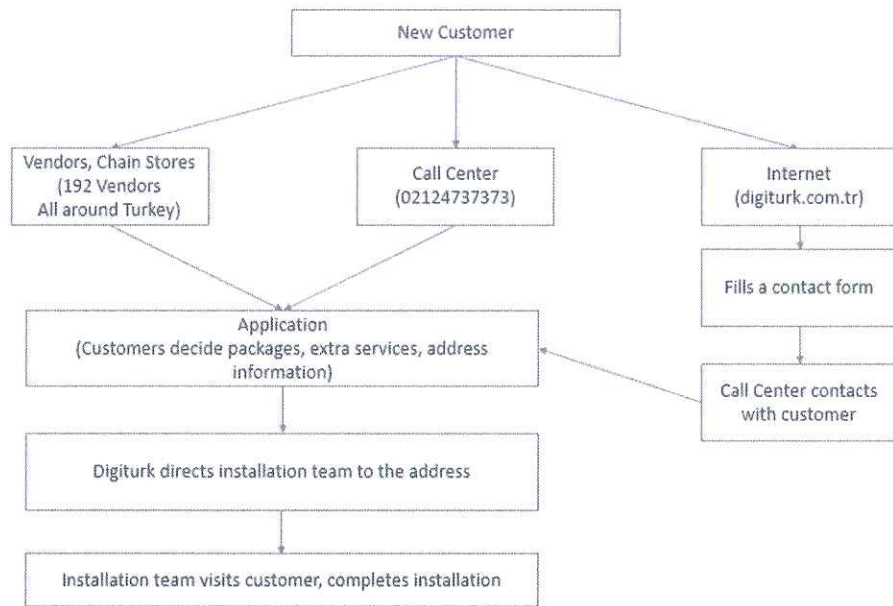 New Customer
Vendors, Chain Stores
(192 Vendors
All around Turkey)
Call Center
(02124737373)
Internet
(digiturk.com.tr)
Fills a contact form
Application
(Customers decide packages, extra services, address
information)
Call Center contacts
with customer
Digiturk directs installation team to the address
Installation team visits customer, completes installation